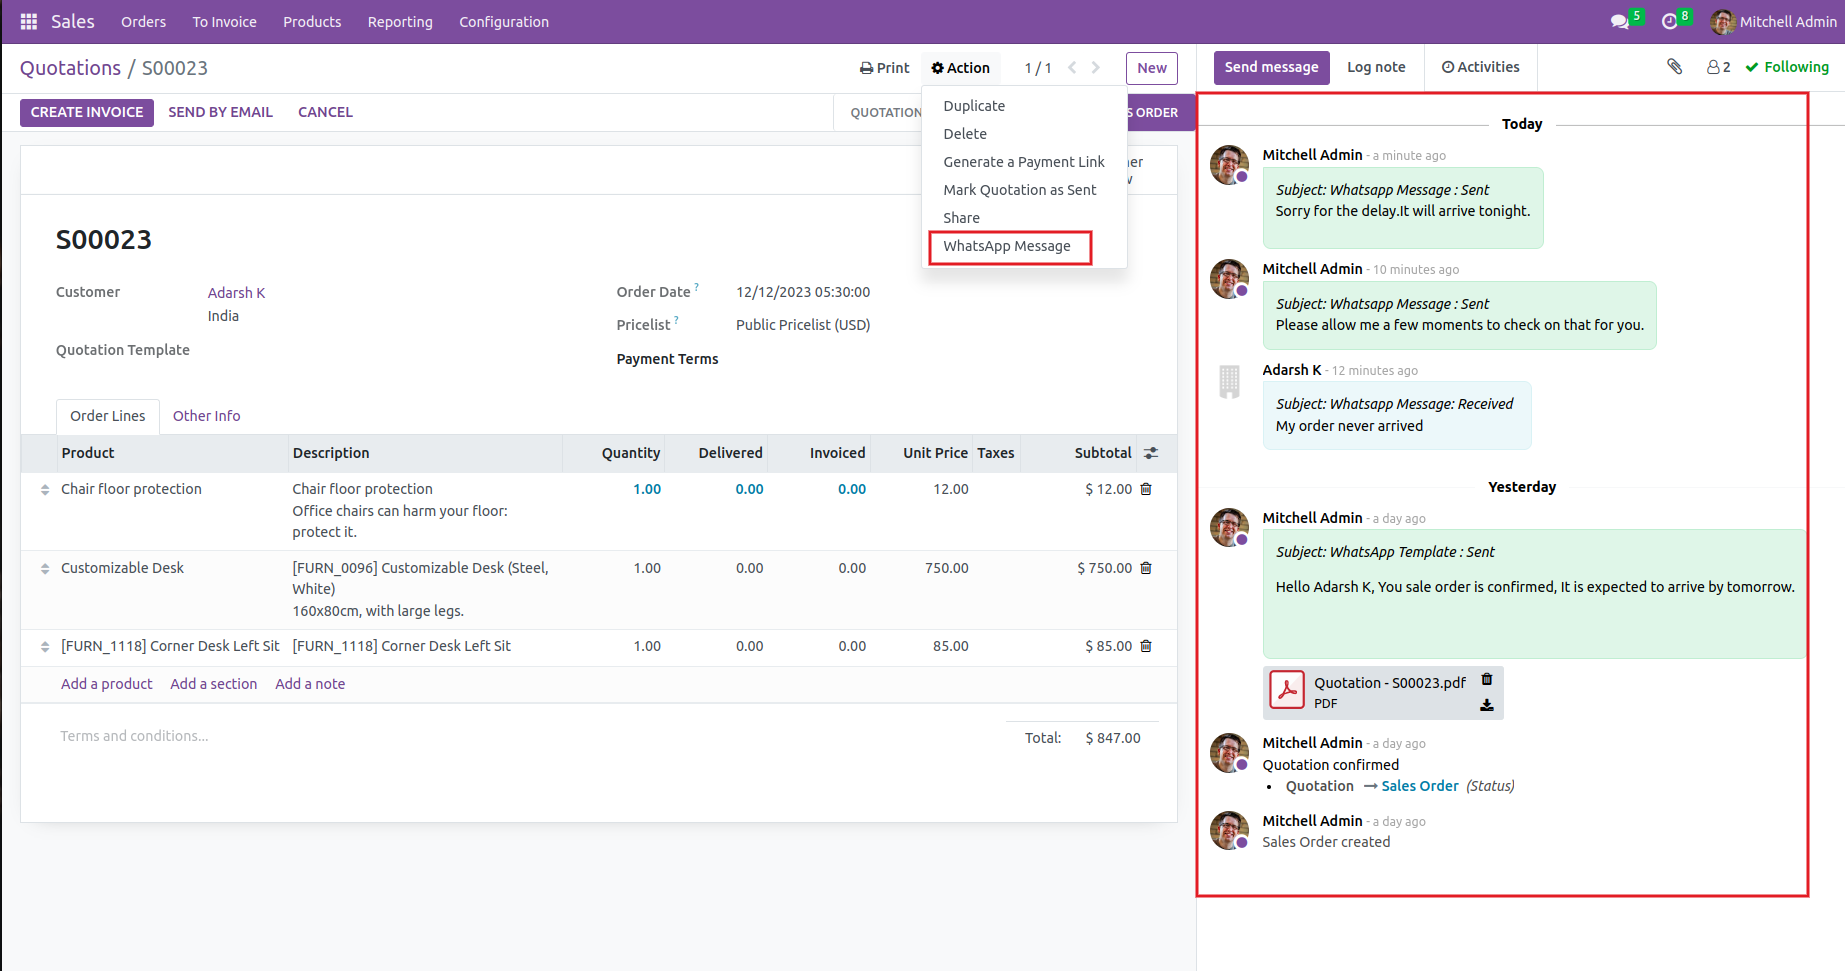 Sales Orders To Invoice Products Reporting Configuration 5 8 Mitchell Admin
Quotations / S00023 Print Action 1 / 1 New
Send message Log note Activities 2 Following
CREATE INVOICE SEND BY EMAIL CANCEL QUOTATION ORDER
Duplicate
Delete
Generate a Payment Link
Mark Quotation as Sent
Share
WhatsApp Message
S00023
Customer Adarsh K
India
Quotation Template
Order Date ? 12/12/2023 05:30:00
Pricelist ? Public Pricelist (USD)
Payment Terms
Order Lines Other Info
Product Description Quantity Delivered Invoiced Unit Price Taxes Subtotal
Chair floor protection Chair floor protection 1.00 0.00 0.00 12.00 $ 12.00
Office chairs can harm your floor:
protect it.
Customizable Desk [FURN_0096] Customizable Desk (Steel, 1.00 0.00 0.00 750.00 $ 750.00
White)
160x80cm, with large legs.
[FURN_1118] Corner Desk Left Sit [FURN_1118] Corner Desk Left Sit 1.00 0.00 0.00 85.00 $ 85.00
Add a product Add a section Add a note
Terms and conditions...
Total: $ 847.00
Today
Mitchell Admin - a minute ago
Subject: Whatsapp Message : Sent
Sorry for the delay.It will arrive tonight.
Mitchell Admin - 10 minutes ago
Subject: Whatsapp Message : Sent
Please allow me a few moments to check on that for you.
Adarsh K - 12 minutes ago
Subject: Whatsapp Message: Received
My order never arrived
Yesterday
Mitchell Admin - a day ago
Subject: WhatsApp Template : Sent
Hello Adarsh K, You sale order is confirmed, It is expected to arrive by tomorrow.
Quotation - S00023.pdf
PDF
Mitchell Admin - a day ago
Quotation confirmed
• Quotation → Sales Order (Status)
Mitchell Admin - a day ago
Sales Order created